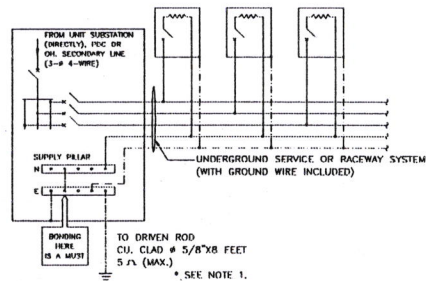 FROM UNIT SUBSTATION
(DIRECTLY), PDC OR
OH. SECONDARY LINE
(3-ø 4-WIRE)
SUPPLY PILLAR
N
E
UNDERGROUND SERVICE OR RACEWAY SYSTEM
(WITH GROUND WIRE INCLUDED)
BONDING
HERE
IS A MUST
TO DRIVEN ROD
CU. CLAD ø 5/8"X8 FEET
5 Ω (MAX.)
* SEE NOTE 1.